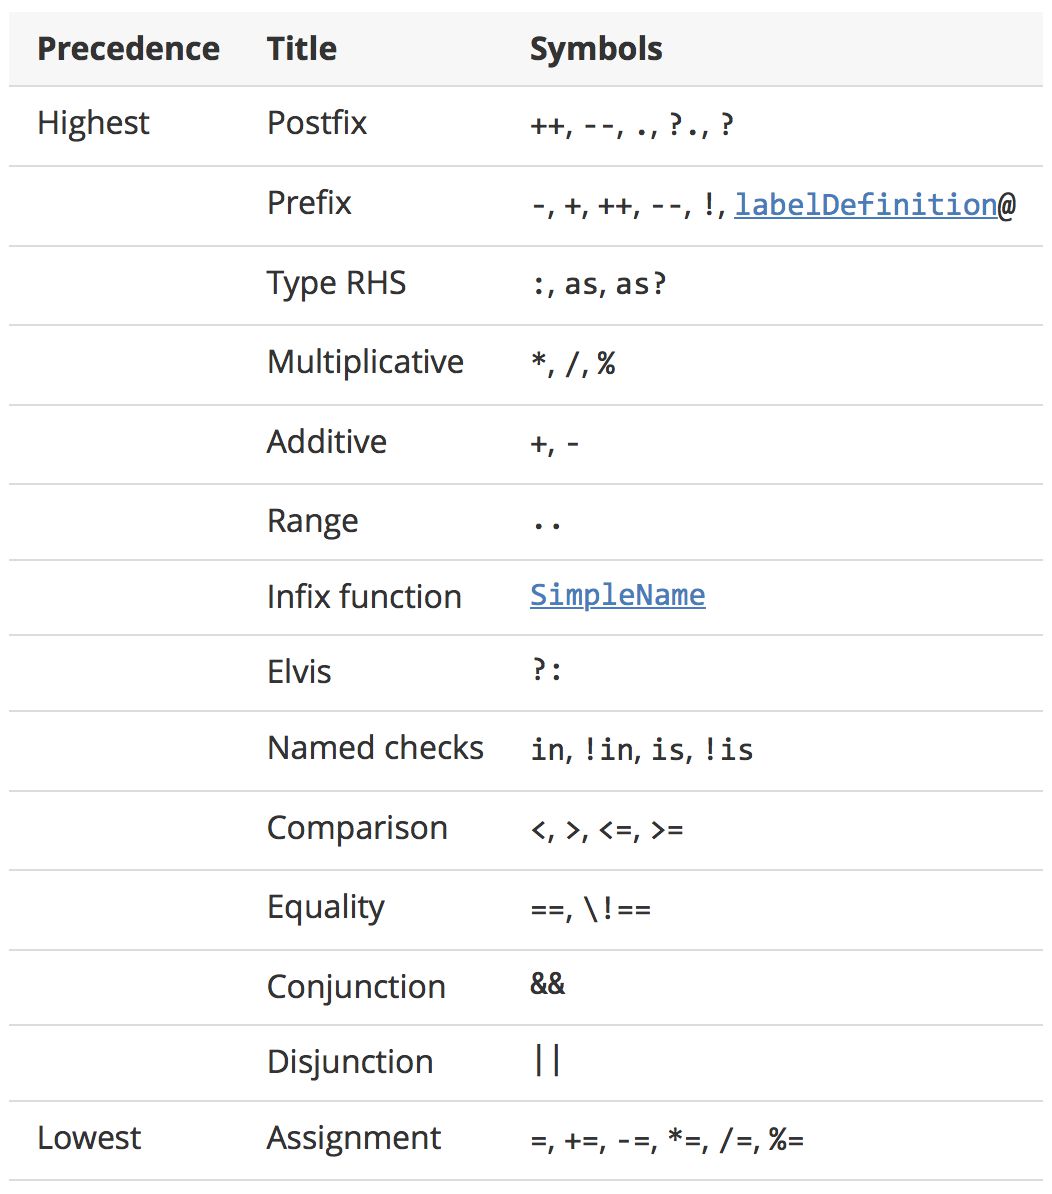 Precedence Title Symbols
Highest Postfix ++, --, ., ?., ?
Prefix -, +, ++, --, !, labelDefinition@
Type RHS :, as, as?
Multiplicative *, /, %
Additive +, -
Range ..
Infix function SimpleName
Elvis ?:
Named checks in, !in, is, !is
Comparison <, >, <=, >=
Equality ==, \!==
Conjunction &&
Disjunction ||
Lowest Assignment =, +=, -=, *=, /=, %=